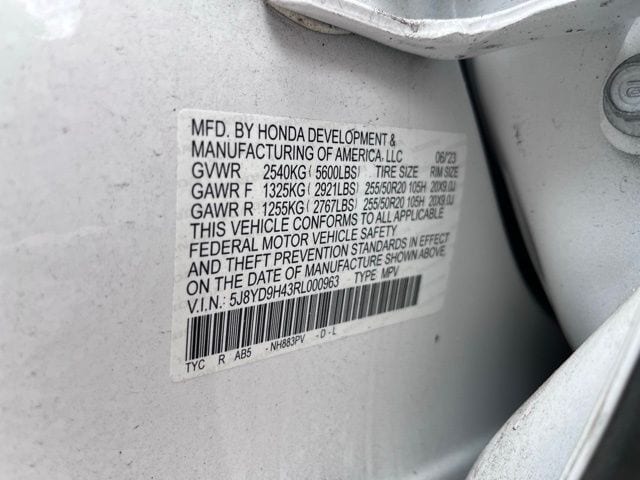 MFD. BY HONDA DEVELOPMENT &
MANUFACTURING OF AMERICA, LLC 06/23
GVWR 2540KG ( 5600LBS) TIRE SIZE RIM SIZE
GAWR F 1325KG ( 2921LBS) 255/50R20 105H 20X9.0J
GAWR R 1255KG ( 2767LBS) 255/50R20 105H 20X9.0J
THIS VEHICLE CONFORMS TO ALL APPLICABLE
FEDERAL MOTOR VEHICLE SAFETY
AND THEFT PREVENTION STANDARDS IN EFFECT
ON THE DATE OF MANUFACTURE SHOWN ABOVE.
V.I.N.: 5J8YD9H43RL000963 TYPE MPV
TYC R AB5 -NH883PV -D-L